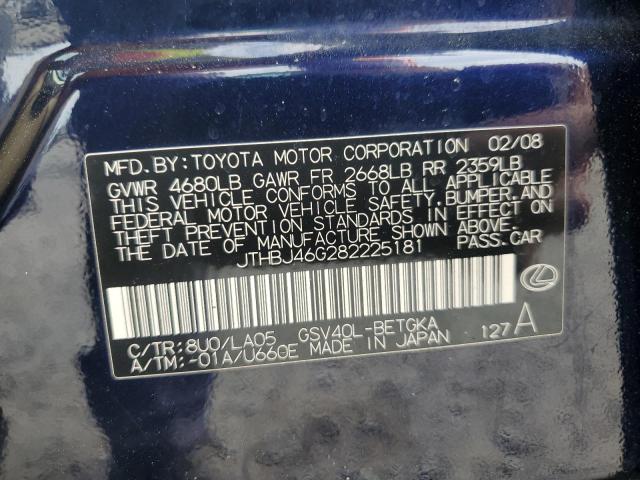 MFD.BY:TOYOTA MOTOR CORPORATION 02/08
GVWR 4680LB GAWR FR 2668LB RR 2359LB
THIS VEHICLE CONFORMS TO ALL APPLICABLE
FEDERAL MOTOR VEHICLE SAFETY,BUMPER,AND
THEFT PREVENTION STANDARDS IN EFFECT ON
THE DATE OF MANUFACTURE SHOWN ABOVE.
JTHBJ46G282225181 PASS.CAR
C/TR:8U0/LA05 GSV40L-BETGKA
A/TM:-01A/U660E MADE IN JAPAN 127A